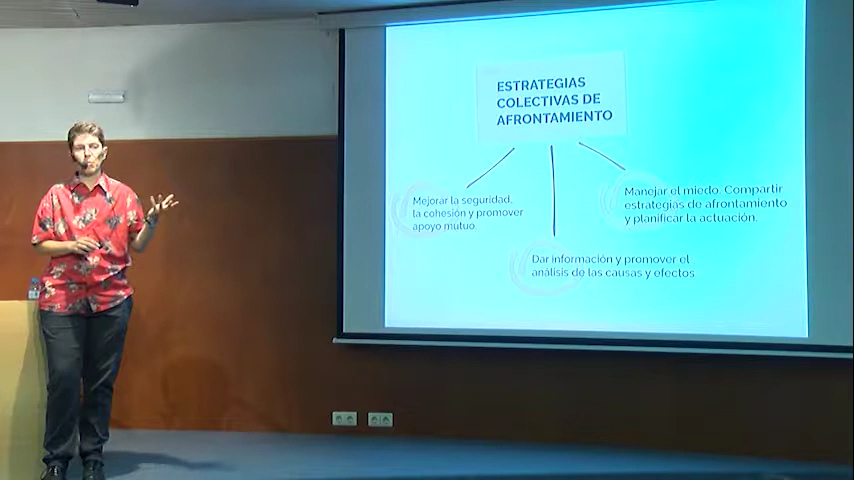 ESTRATEGIAS
COLECTIVAS DE
AFRONTAMIENTO
Mejorar la seguridad,
la cohesión y promover
apoyo mutuo.
Manejar el miedo. Compartir
estrategias de afrontamiento
y planificar la actuación.
Dar información y promover el
análisis de las causas y efectos.